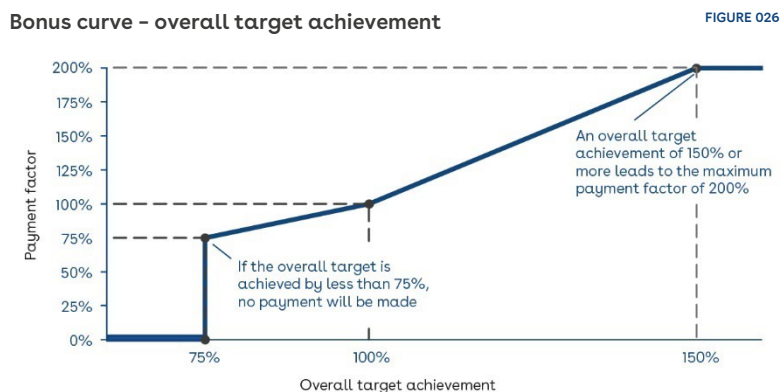 Bonus curve – overall target achievement
FIGURE 026
Payment factor
200%
175%
150%
125%
100%
75%
50%
25%
0%
An overall target
achievement of 150% or
more leads to the maximum
payment factor of 200%
If the overall target is
achieved by less than 75%,
no payment will be made
75%
100%
150%
Overall target achievement